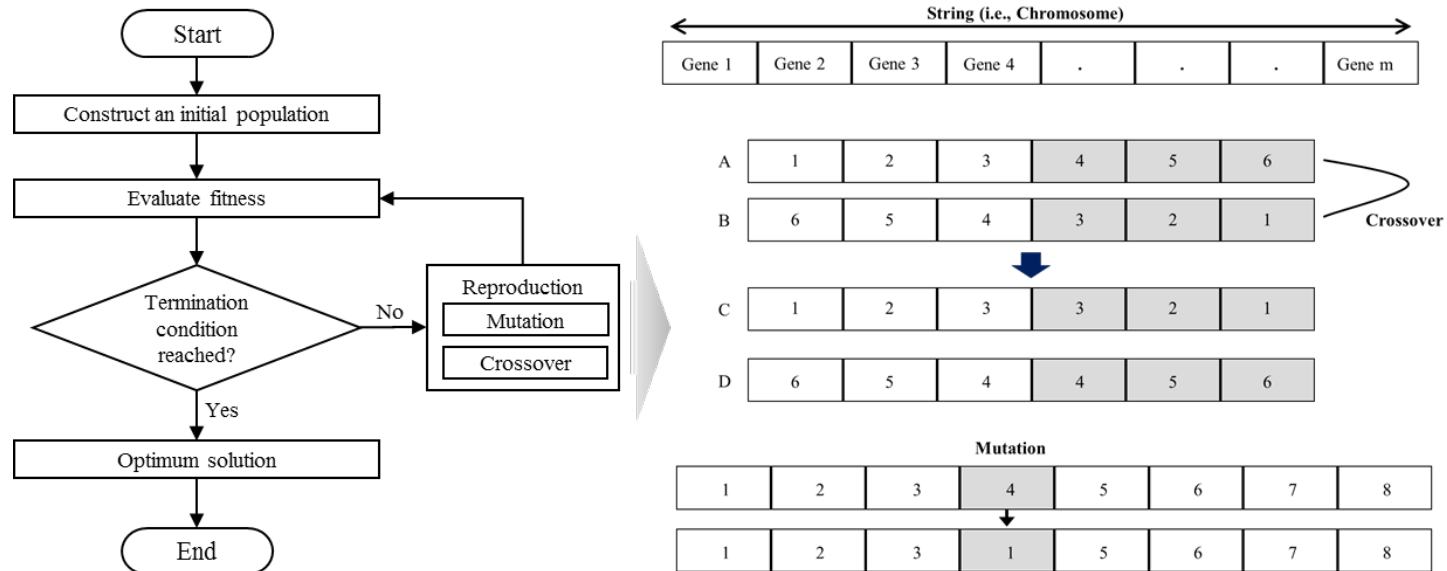 Start
Construct an initial population
Evaluate fitness
Termination
condition
reached?
No
Yes
Reproduction
Mutation
Crossover
Optimum solution
End
String (i.e., Chromosome)
Gene 1 Gene 2 Gene 3 Gene 4 . . . Gene m
A 1 2 3 4 5 6
B 6 5 4 3 2 1
Crossover
C 1 2 3 3 2 1
D 6 5 4 4 5 6
Mutation
1 2 3 4 5 6 7 8
1 2 3 1 5 6 7 8